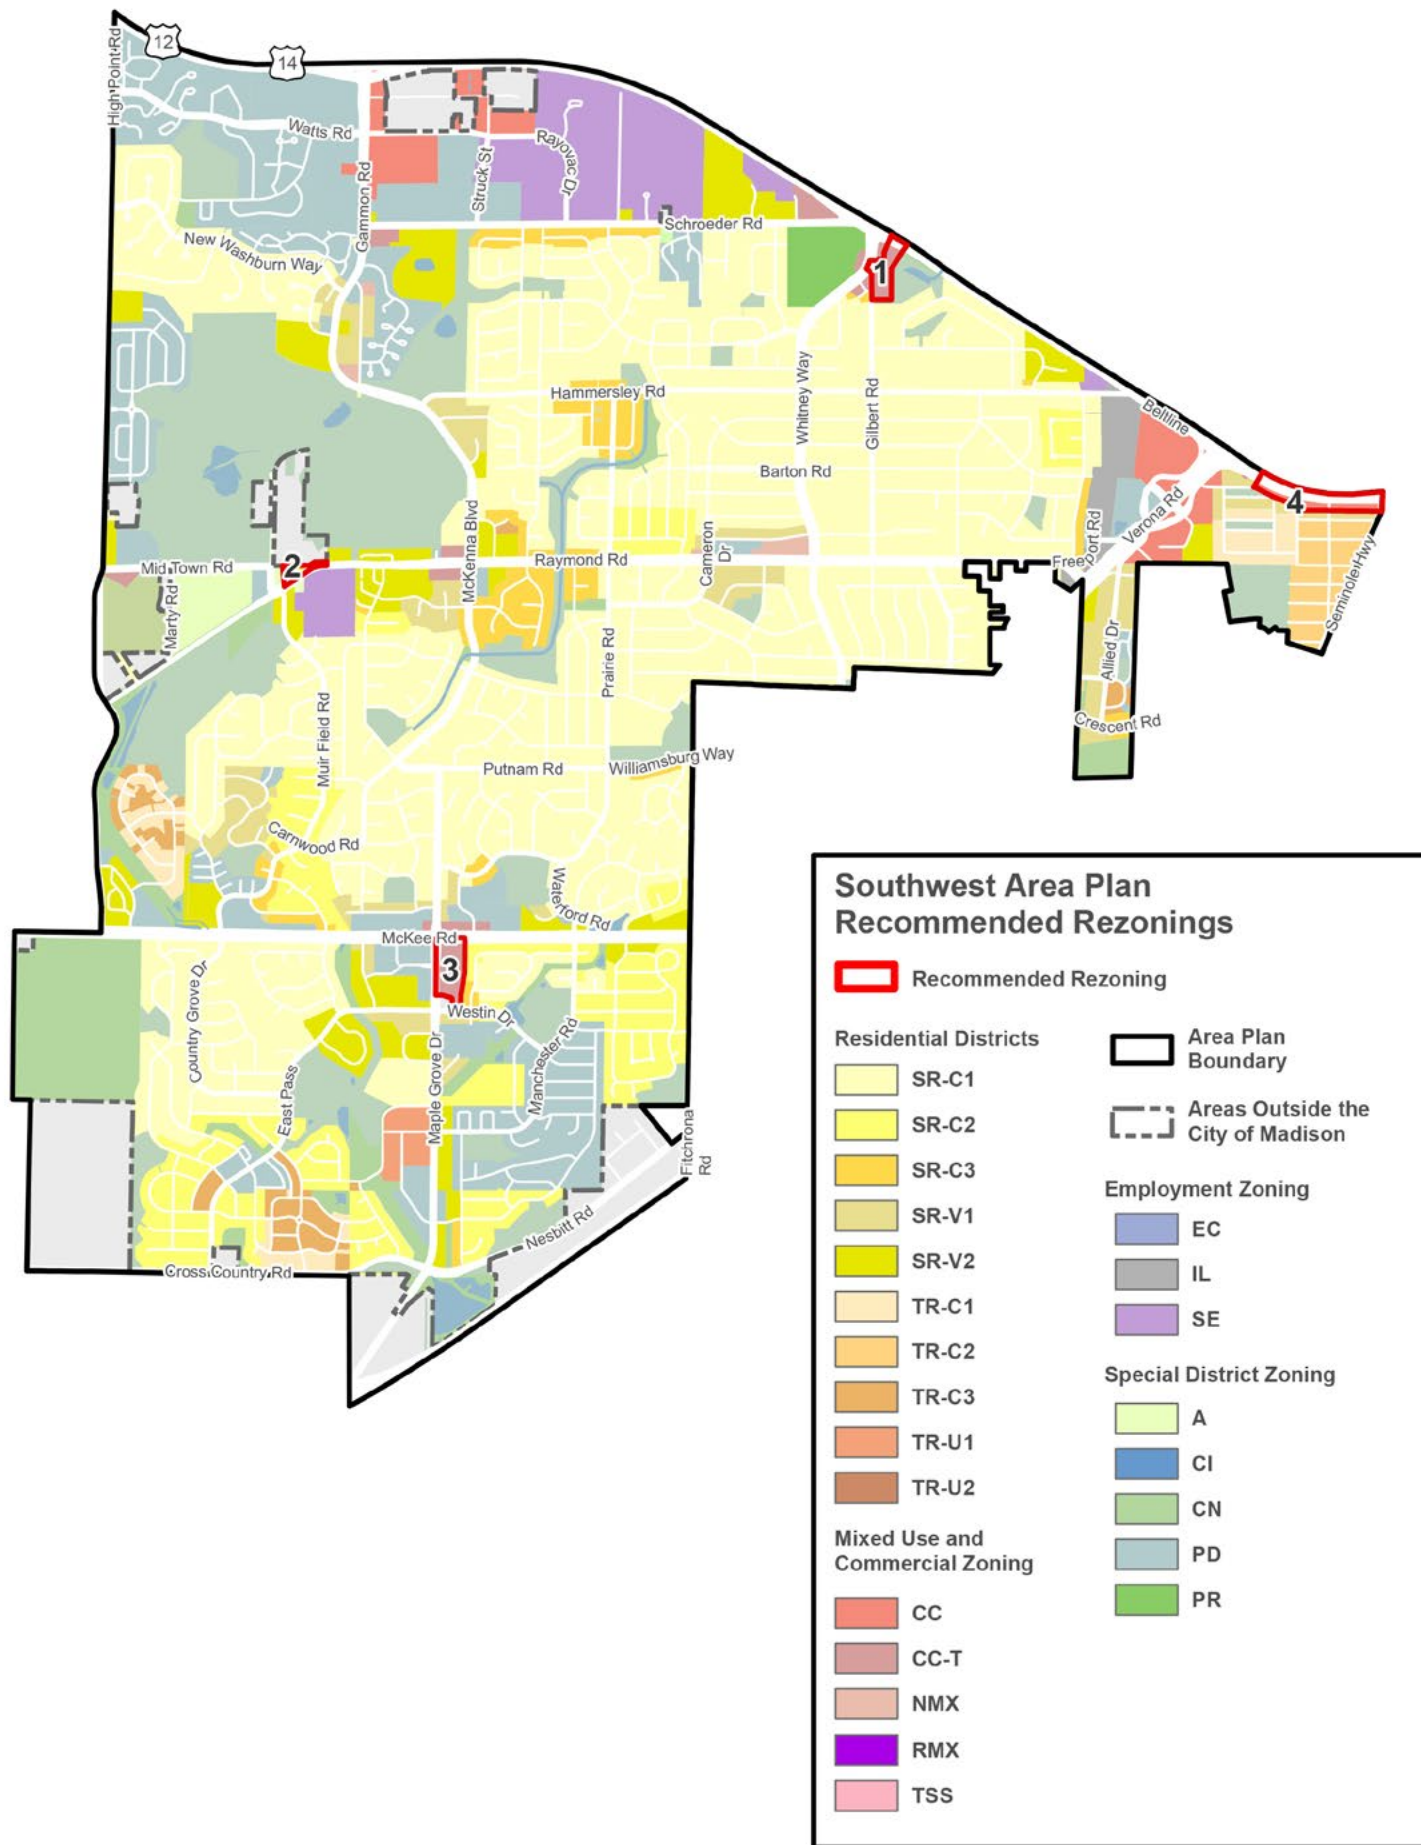 12
14
High Point Rd
Watts Rd
Gammon Rd
Struck St
Rayovac Dr
Schroeder Rd
New Washburn Way
1
Hammersley Rd
Whitney Way
Gilbert Rd
Beltline
Barton Rd
4
McKenna Blvd
Cameron
Dr
Freeport Rd
Verona Rd
Mid Town Rd
2
Raymond Rd
Marty Rd
Seminole Hwy
Prairie Rd
Allied Dr
Muir Field Rd
Crescent Rd
Putnam Rd
Williamsburg Way
Carnwood Rd
Waterford Rd
McKee Rd
3
Country Grove Dr
Westin Dr
Maple Grove Dr
Manchester Rd
East Pass
Fitchrona
Rd
Nesbitt Rd
Cross Country Rd
Southwest Area Plan
Recommended Rezonings
Recommended Rezoning
Residential Districts
SR-C1
SR-C2
SR-C3
SR-V1
SR-V2
TR-C1
TR-C2
TR-C3
TR-U1
TR-U2
Mixed Use and
Commercial Zoning
CC
CC-T
NMX
RMX
TSS
Area Plan
Boundary
Areas Outside the
City of Madison
Employment Zoning
EC
IL
SE
Special District Zoning
A
CI
CN
PD
PR